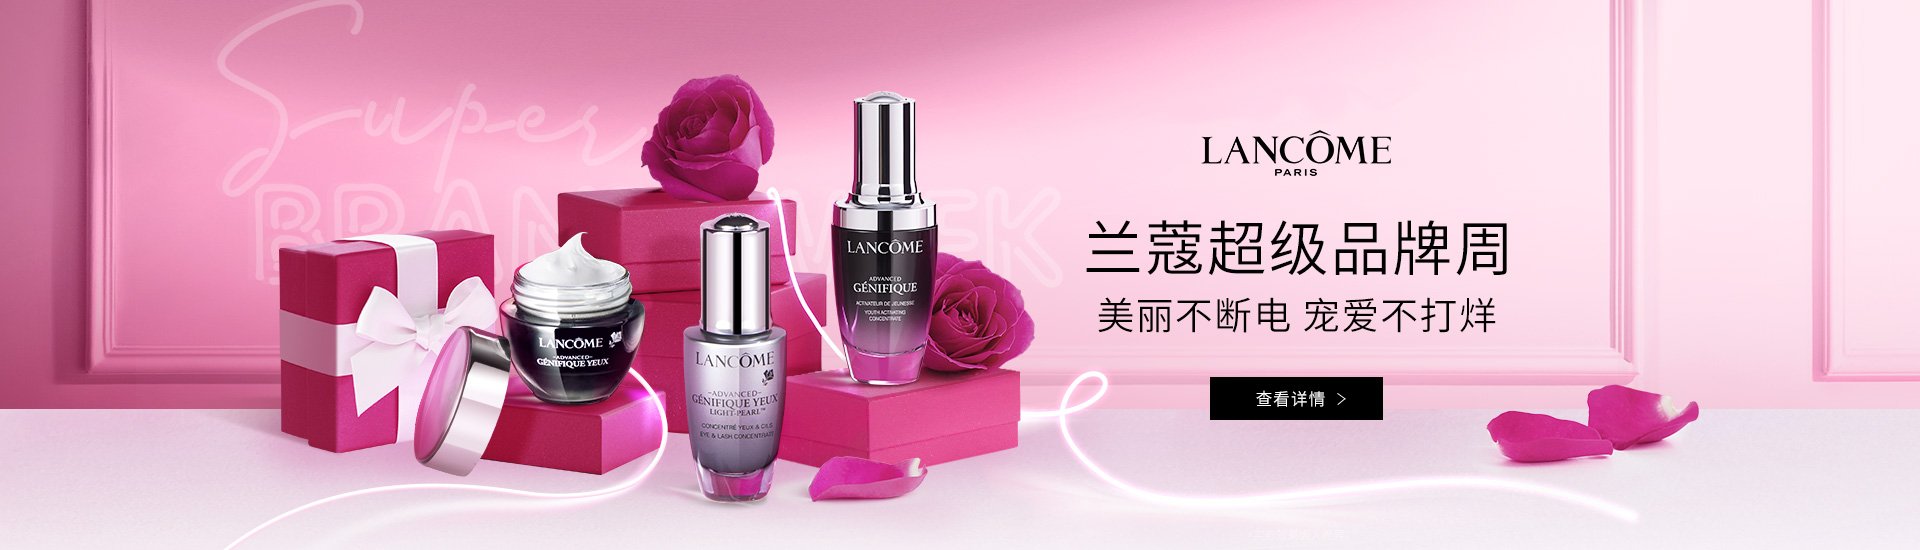 Super
BRAND WEEK
LANCÔME
ADVANCED
GÉNIFIQUE
ACTIVATEUR DE JEUNESSE
YOUTH ACTIVATING
CONCENTRATE
LANCÔME
-ADVANCED-
GÉNIFIQUE YEUX
LANCÔME
-ADVANCED-
GÉNIFIQUE YEUX
LIGHT-PEARL™
CONCENTRÉ YEUX & CILS
EYE & LASH CONCENTRATE
LANCÔME
PARIS
兰蔻超级品牌周
美丽不断电 宠爱不打烊
查看详情 >